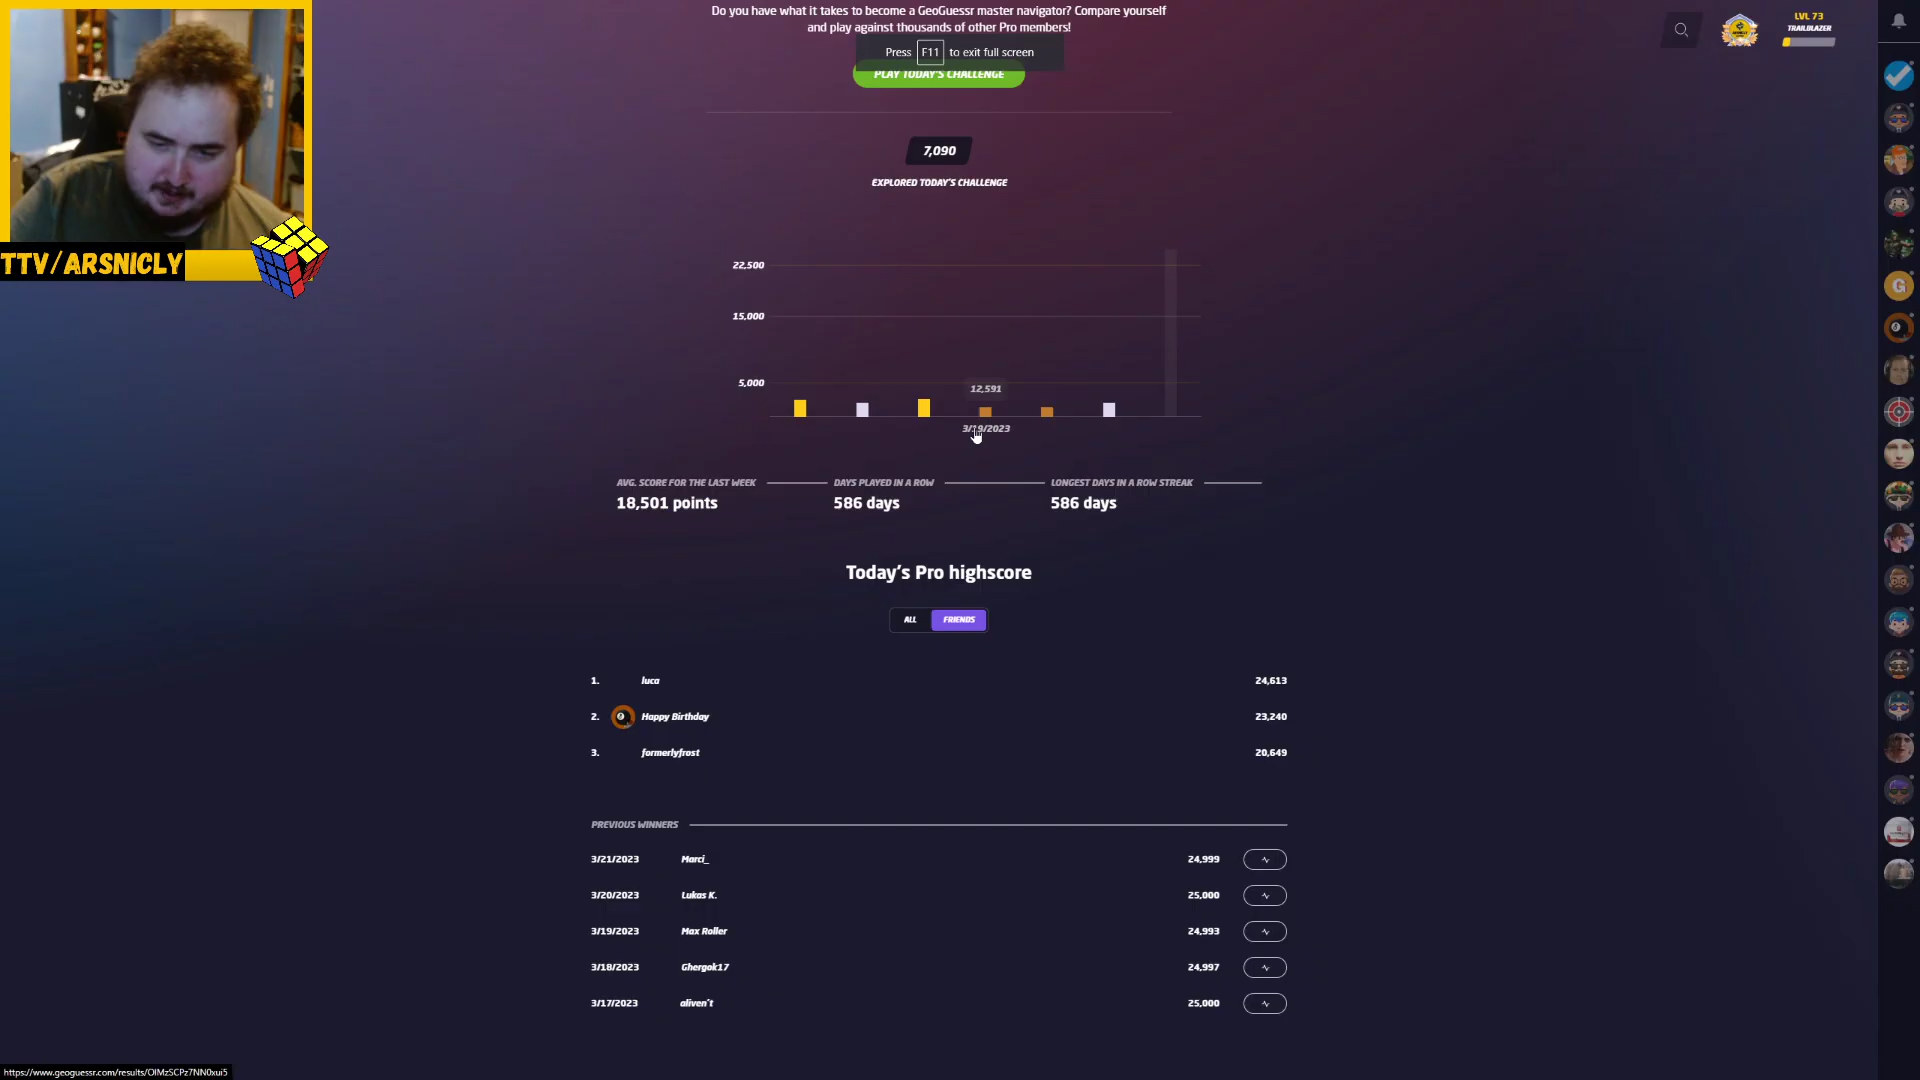 Do you have what it takes to become a GeoGuessr master navigator? Compare yourself
and play against thousands of other Pro members!
Press F11 to exit full screen
PLAY TODAY'S CHALLENGE
LVL 73
TRAILBLAZER
7,090
EXPLORED TODAY'S CHALLENGE
TTV/ARSNICLY
22,500
15,000
5,000
12,591
3/19/2023
AVG. SCORE FOR THE LAST WEEK
18,501 points
DAYS PLAYED IN A ROW
586 days
LONGEST DAYS IN A ROW STREAK
586 days
Today's Pro highscore
ALL
FRIENDS
1. luca 24,613
2. Happy Birthday 23,240
3. formerlyfrost 20,649
PREVIOUS WINNERS
3/21/2023 Marci_ 24,999
3/20/2023 Lukas K. 25,000
3/19/2023 Max Roller 24,993
3/18/2023 Ghergok17 24,997
3/17/2023 aliven't 25,000